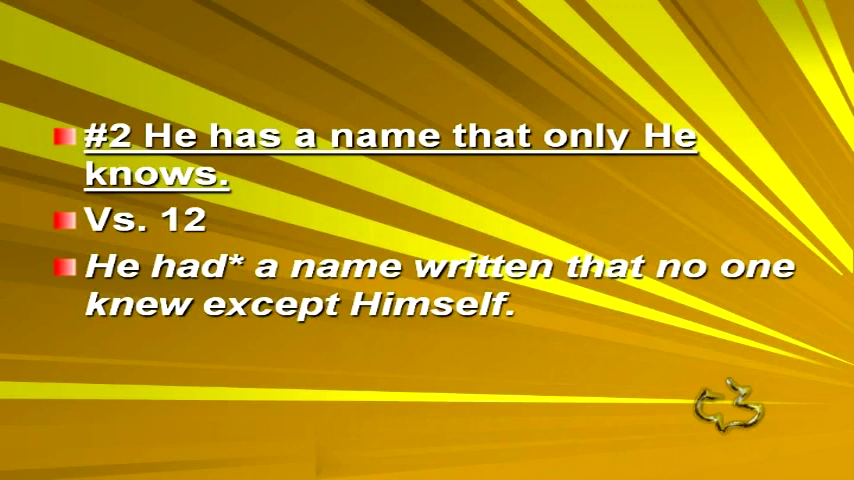 #2 He has a name that only He
knows.
Vs. 12
He had* a name written that no one
knew except Himself.